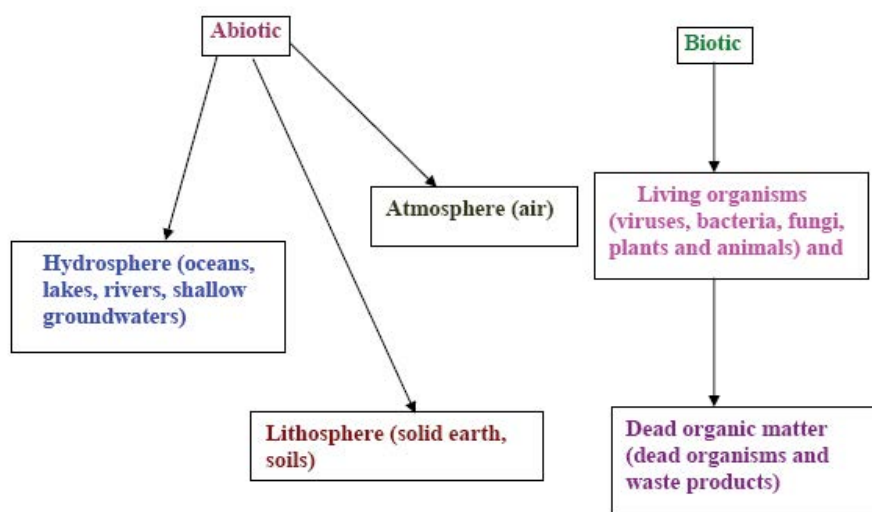 Abiotic
Biotic
Atmosphere (air)
Living organisms
(viruses, bacteria, fungi,
plants and animals) and
Hydrosphere (oceans,
lakes, rivers, shallow
groundwaters)
Lithosphere (solid earth,
soils)
Dead organic matter
(dead organisms and
waste products)